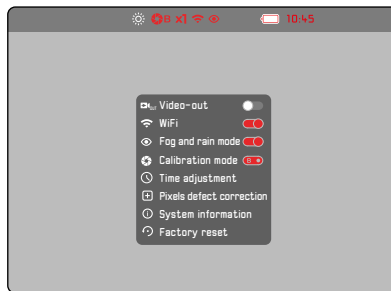 B x1 10:45
Video-out
WiFi
Fog and rain mode
Calibration mode B
Time adjustment
Pixels defect correction
System information
Factory reset